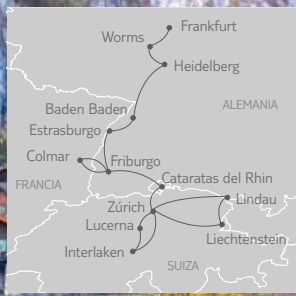 Frankfurt
Worms
Heidelberg
ALEMANIA
Baden Baden
Estrasburgo
Colmar
Friburgo
Cataratas del Rhin
FRANCIA
Lindau
Zúrich
Lucerna
Liechtenstein
Interlaken
SUIZA